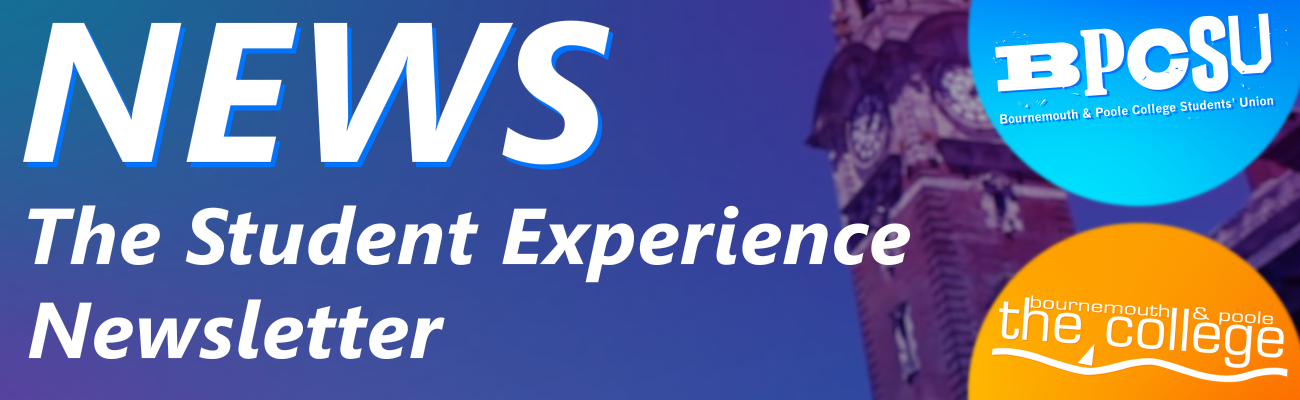 NEWS
The Student Experience
Newsletter
BPCSU
Bournemouth & Poole College Students' Union
bournemouth & poole
the college